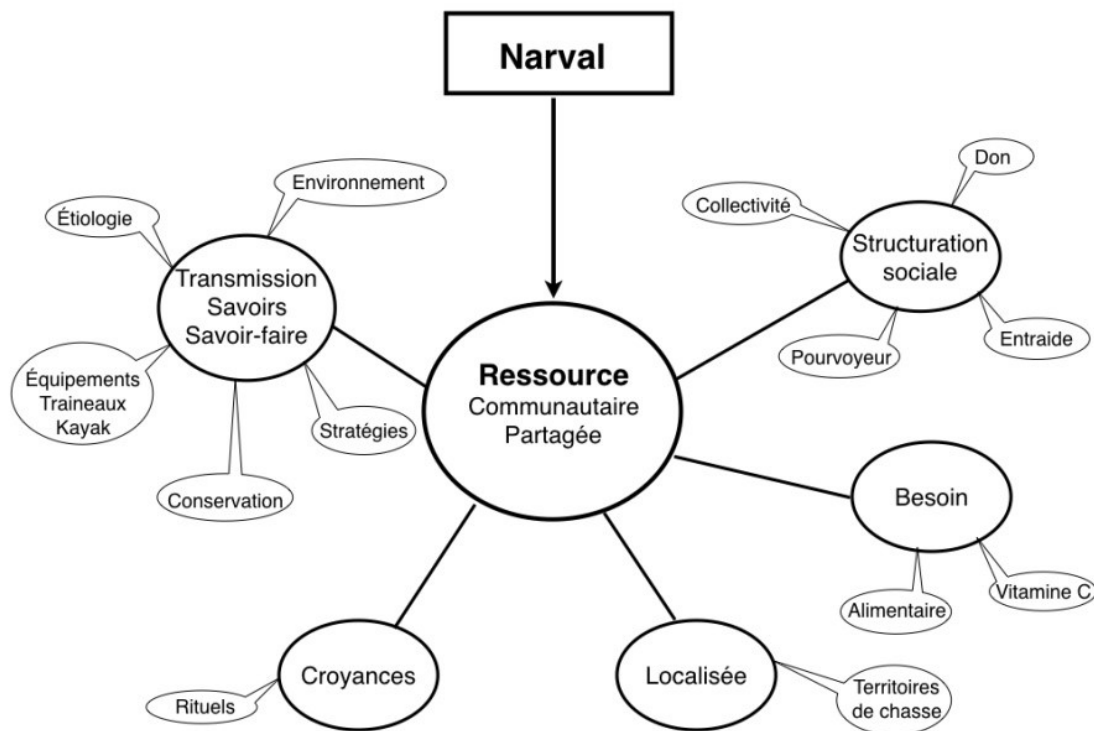 Narval
Environnement
Étiologie
Transmission
Savoirs
Savoir-faire
Équipements
Traineaux
Kayak
Stratégies
Conservation
Ressource
Communautaire
Partagée
Don
Collectivité
Structuration
sociale
Pourvoyeur
Entraide
Besoin
Alimentaire
Vitamine C
Croyances
Rituels
Localisée
Territoires
de chasse